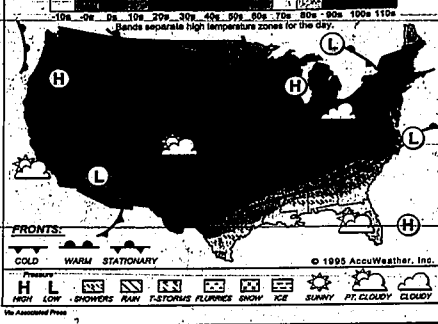 -10s -0s 0s 10s 20s 30s 40s 50s 60s 70s 80s 90s 100s 110s
Bands separate high temperature zones for the day.
L
H
H
L
L
H
FRONTS:
COLD WARM STATIONARY
© 1995 AccuWeather, Inc.
Pressure
H L
HIGH LOW SHOWERS RAIN T-STORMS FLURRIES SNOW ICE SUNNY PT. CLOUDY CLOUDY
Via Associated Press